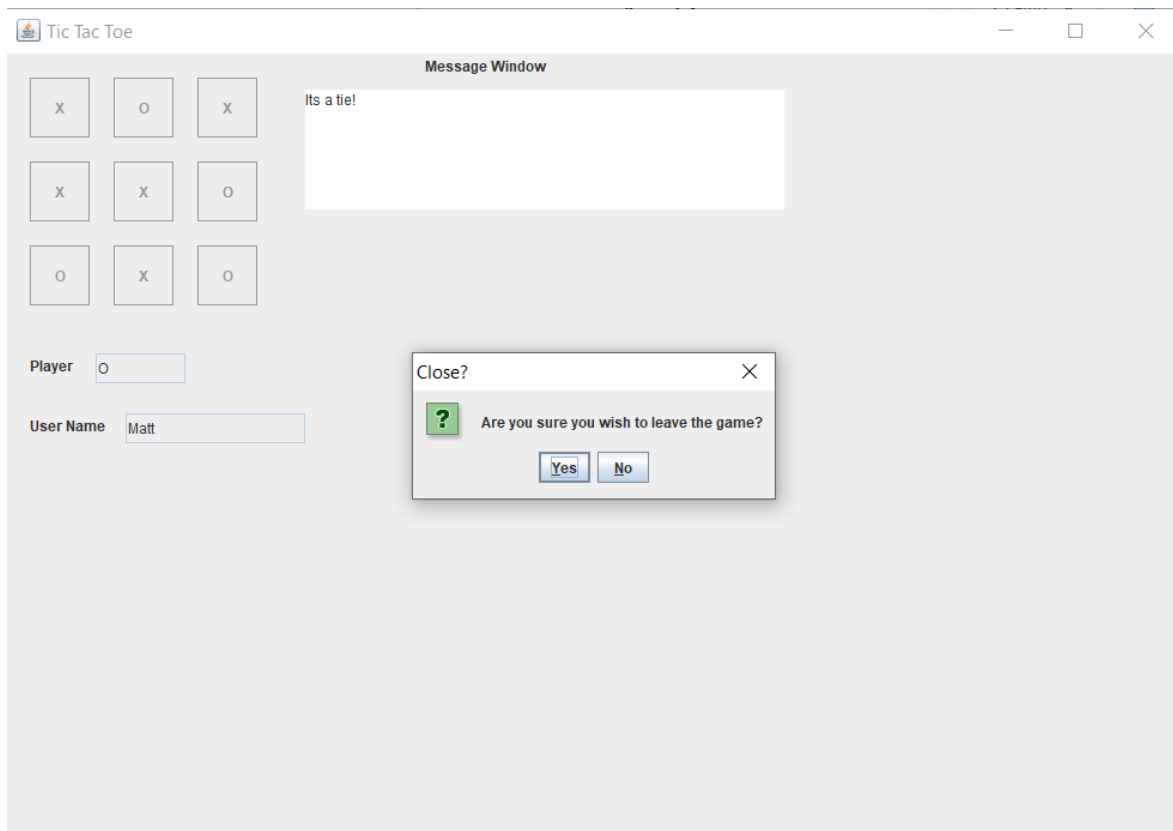 Tic Tac Toe
Message Window
X O X
Its a tie!
X X O
O X O
Player O
User Name Matt
Close?
? Are you sure you wish to leave the game?
Yes No